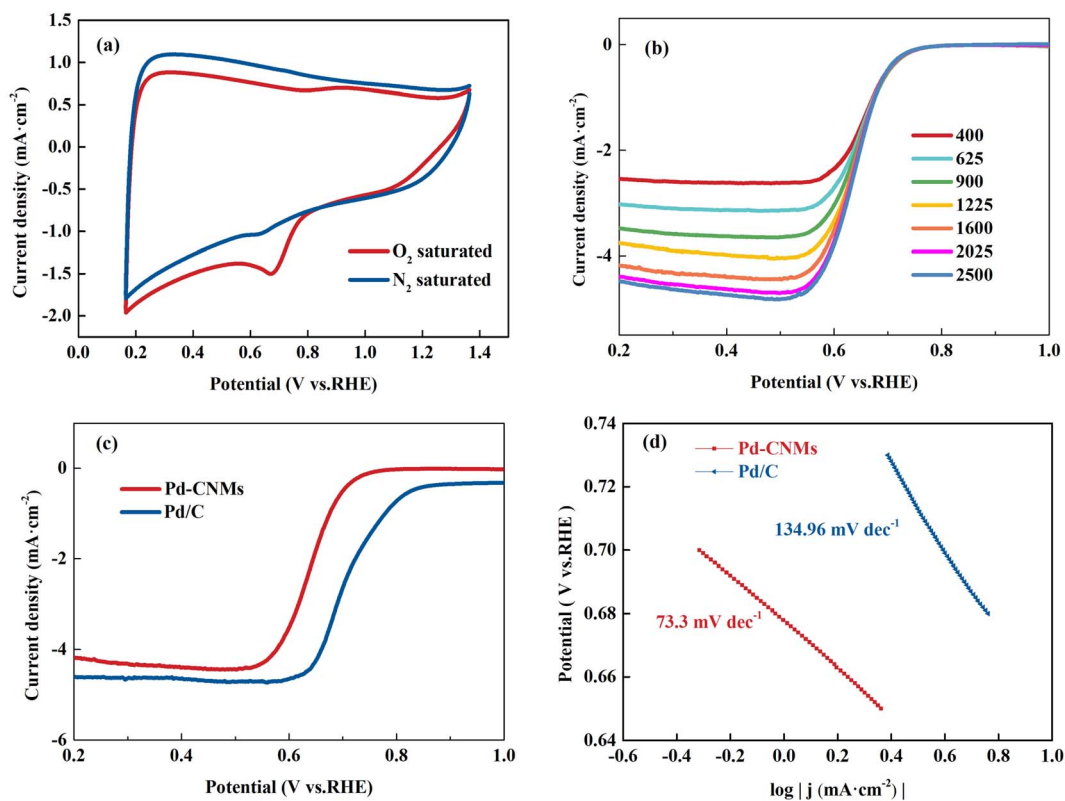 (a)
1.5
1.0
0.5
0.0
-0.5
-1.0
-1.5
-2.0
0.0 0.2 0.4 0.6 0.8 1.0 1.2 1.4
Current density (mA·cm⁻²)
Potential (V vs.RHE)
O₂ saturated
N₂ saturated
(b)
0
-2
-4
0.2 0.4 0.6 0.8 1.0
Current density (mA·cm⁻²)
Potential (V vs.RHE)
400
625
900
1225
1600
2025
2500
(c)
0
-2
-4
-6
0.2 0.4 0.6 0.8 1.0
Current density (mA·cm⁻²)
Potential (V vs.RHE)
Pd-CNMs
Pd/C
(d)
0.74
0.72
0.70
0.68
0.66
0.64
-0.6 -0.4 -0.2 0.0 0.2 0.4 0.6 0.8 1.0
Potential ( V vs.RHE)
log | j (mA·cm⁻²) |
Pd-CNMs
Pd/C
134.96 mV dec⁻¹
73.3 mV dec⁻¹